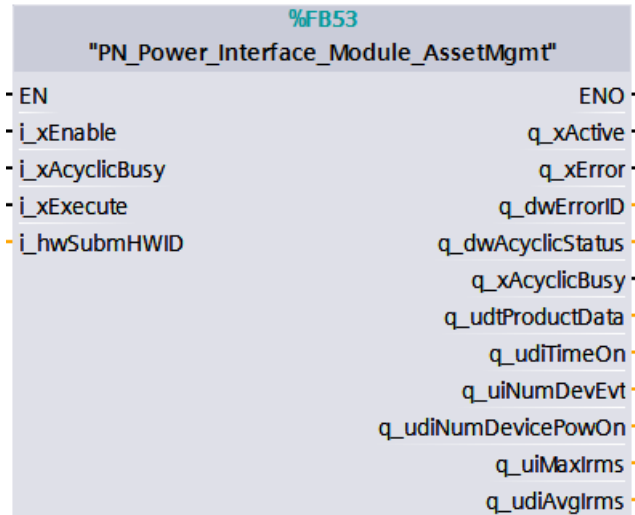 %FB53
"PN_Power_Interface_Module_AssetMgmt"
EN ENO
i_xEnable q_xActive
i_xAcyclicBusy q_xError
i_xExecute q_dwErrorID
i_hwSubmHWID q_dwAcyclicStatus
q_xAcyclicBusy
q_udtProductData
q_udiTimeOn
q_uiNumDevEvt
q_udiNumDevicePowOn
q_uiMaxIrms
q_udiAvgIrms